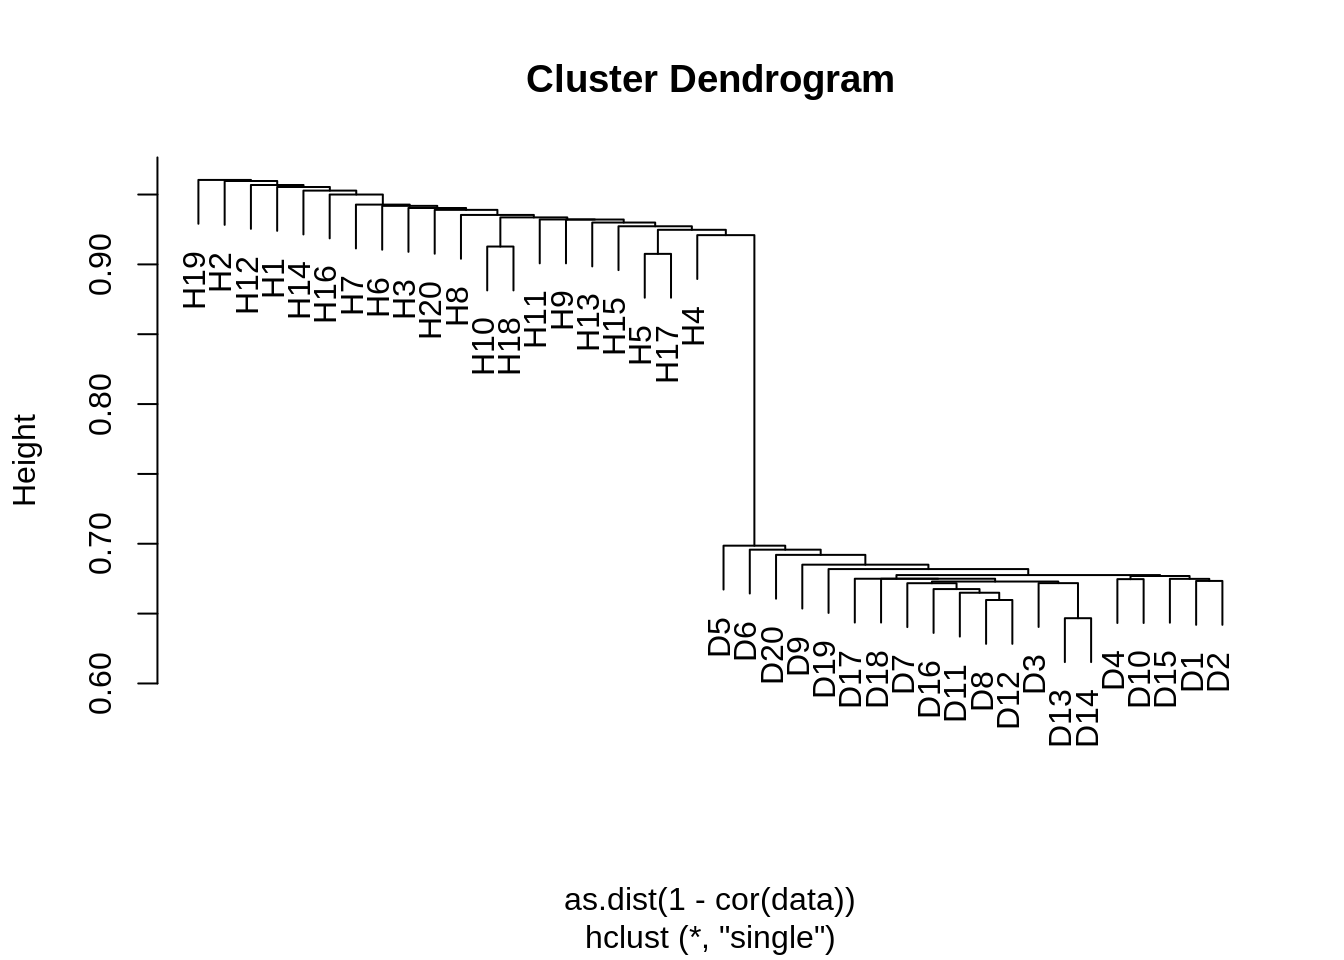 Cluster Dendrogram
Height
0.90
0.80
0.70
0.60
H19
H2
H12
H1
H14
H16
H7
H6
H3
H20
H8
H10
H18
H11
H9
H13
H15
H5
H17
H4
D5
D6
D20
D9
D19
D17
D18
D7
D16
D11
D8
D12
D3
D13
D14
D4
D10
D15
D1
D2
as.dist(1 - cor(data))
hclust (*, "single")